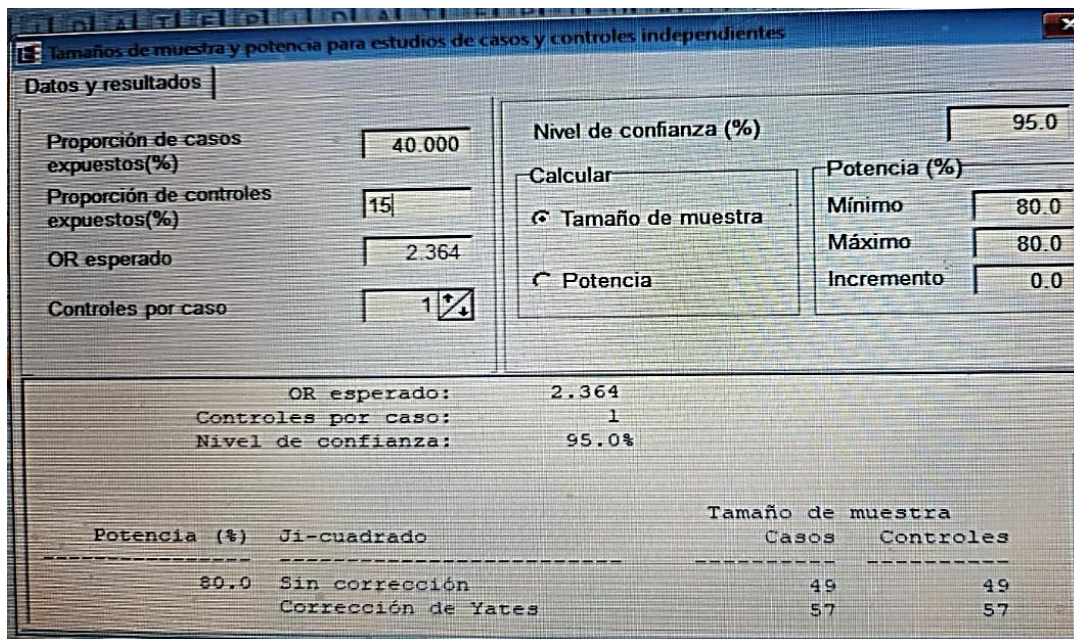 Tamaños de muestra y potencia para estudios de casos y controles independientes
Datos y resultados
Proporción de casos
expuestos(%)
40.000
Proporción de controles
expuestos(%)
15
OR esperado
2.364
Controles por caso
1
Nivel de confianza (%)
95.0
Calcular
Tamaño de muestra
Potencia
Potencia (%)
Mínimo
80.0
Máximo
80.0
Incremento
0.0
OR esperado: 2.364
Controles por caso: 1
Nivel de confianza: 95.0%
Tamaño de muestra
Potencia (%) Ji-cuadrado Casos Controles
80.0 Sin corrección 49 49
Corrección de Yates 57 57